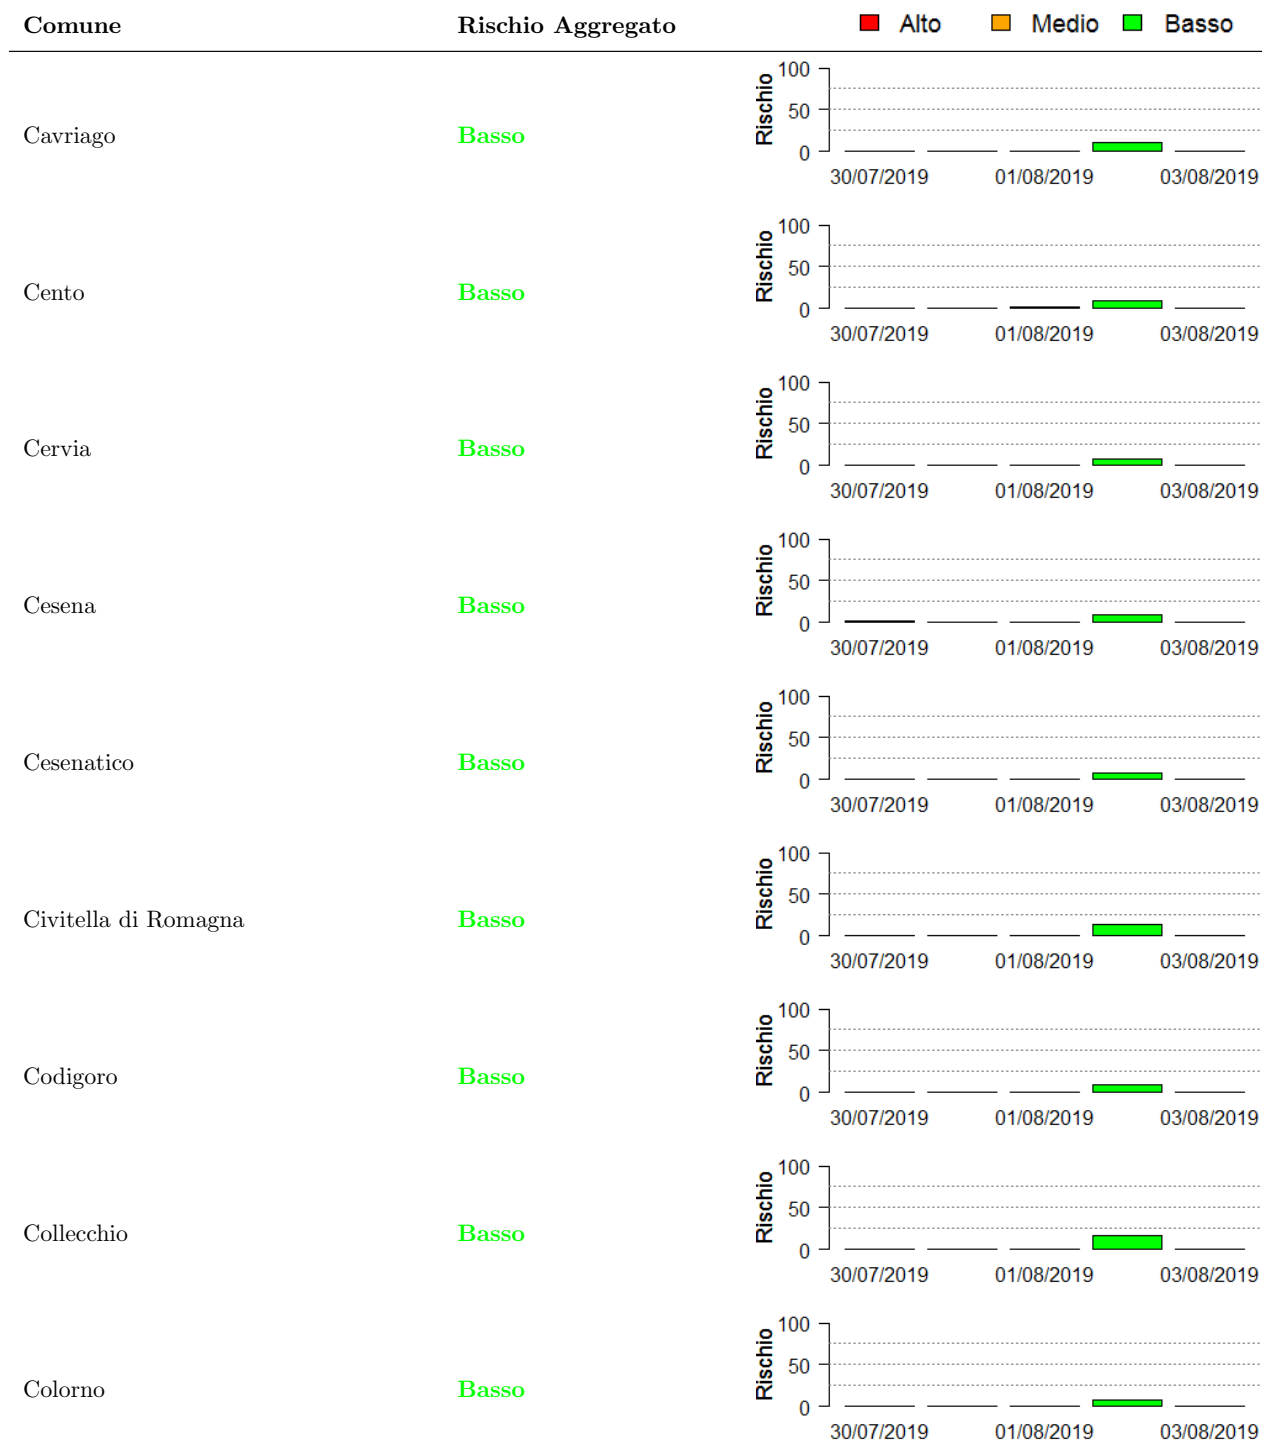 Comune Rischio Aggregato Alto Medio Basso
Cavriago Basso Rischio 100 50 0
30/07/2019 01/08/2019 03/08/2019
Cento Basso Rischio 100 50 0
30/07/2019 01/08/2019 03/08/2019
Cervia Basso Rischio 100 50 0
30/07/2019 01/08/2019 03/08/2019
Cesena Basso Rischio 100 50 0
30/07/2019 01/08/2019 03/08/2019
Cesenatico Basso Rischio 100 50 0
30/07/2019 01/08/2019 03/08/2019
Civitella di Romagna Basso Rischio 100 50 0
30/07/2019 01/08/2019 03/08/2019
Codigoro Basso Rischio 100 50 0
30/07/2019 01/08/2019 03/08/2019
Collecchio Basso Rischio 100 50 0
30/07/2019 01/08/2019 03/08/2019
Colorno Basso Rischio 100 50 0
30/07/2019 01/08/2019 03/08/2019